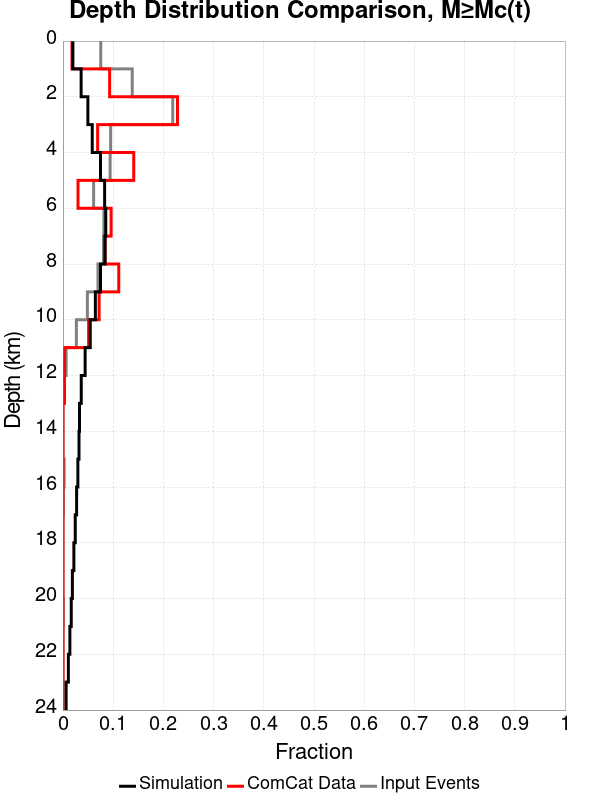 Depth Distribution Comparison, M≥Mc(t)
0
2
4
6
8
10
12
14
16
18
20
22
24
Depth (km)
0 0.1 0.2 0.3 0.4 0.5 0.6 0.7 0.8 0.9 1
Fraction
Simulation ComCat Data Input Events